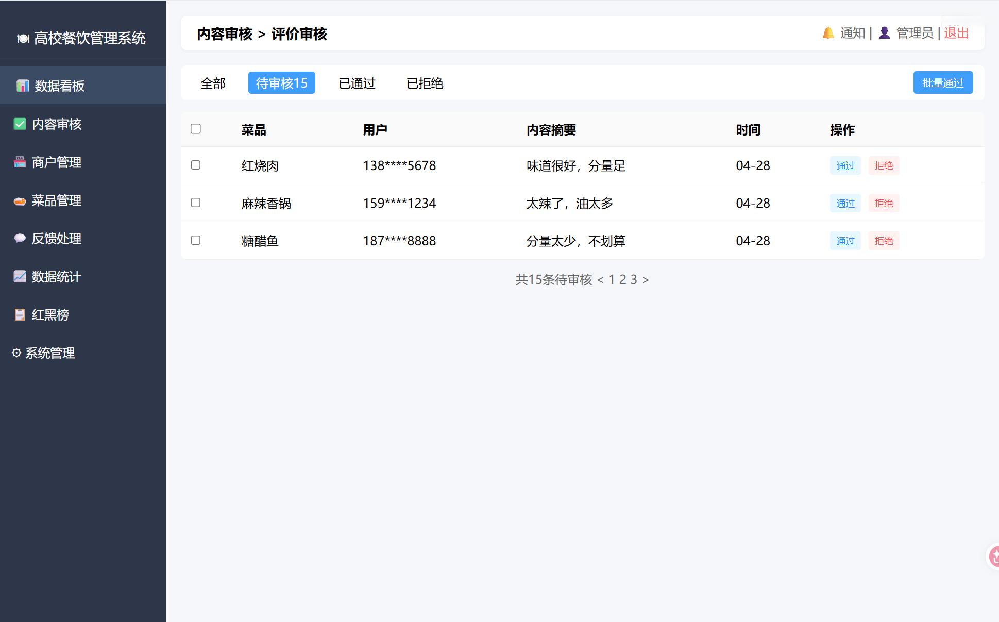 高校餐饮管理系统
数据看板
内容审核
商户管理
菜品管理
反馈处理
数据统计
红黑榜
系统管理
内容审核 > 评价审核
通知 | 管理员 | 退出
全部 待审核15 已通过 已拒绝 批量通过
菜品 用户 内容摘要 时间 操作
红烧肉 138****5678 味道很好，分量足 04-28 通过 拒绝
麻辣香锅 159****1234 太辣了，油太多 04-28 通过 拒绝
糖醋鱼 187****8888 分量太少，不划算 04-28 通过 拒绝
共15条待审核 < 1 2 3 >